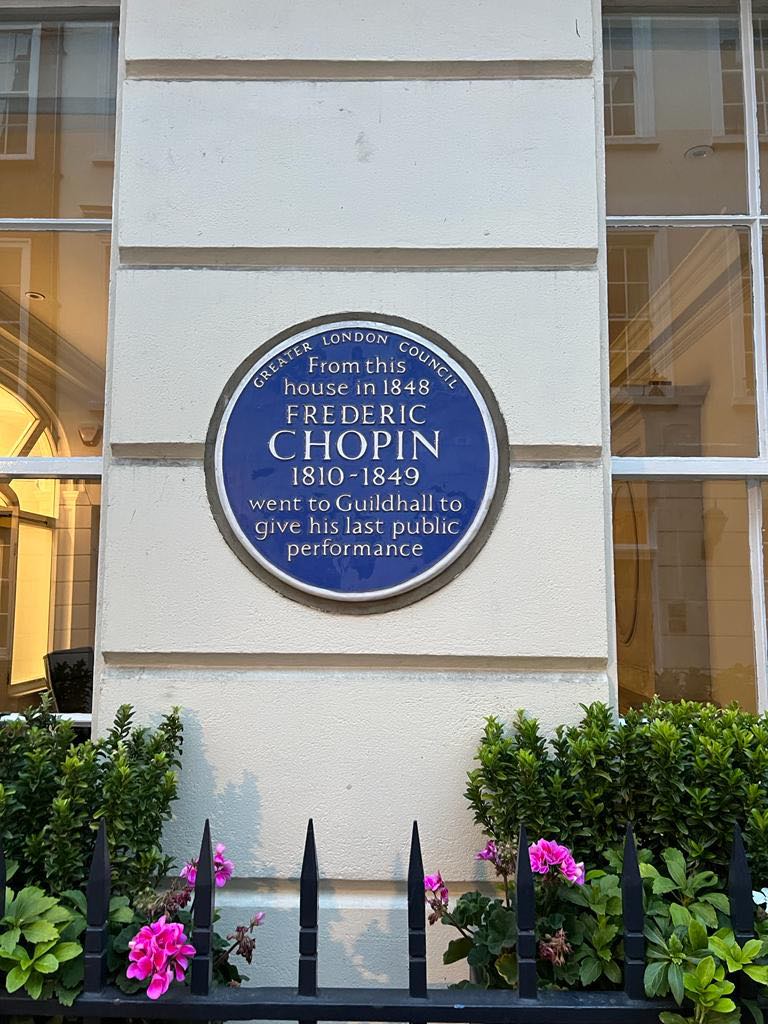 GREATER LONDON COUNCIL
From this
house in 1848
FREDERIC
CHOPIN
1810-1849
went to Guildhall to
give his last public
performance